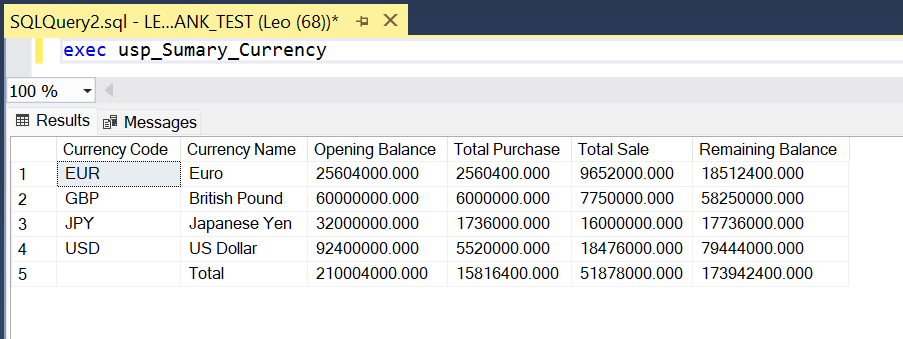 SQLQuery2.sql - LE...ANK_TEST (Leo (68))*
exec usp_Sumary_Currency
100 %
Results Messages
Currency Code Currency Name Opening Balance Total Purchase Total Sale Remaining Balance
1 EUR Euro 25604000.000 2560400.000 9652000.000 18512400.000
2 GBP British Pound 60000000.000 6000000.000 7750000.000 58250000.000
3 JPY Japanese Yen 32000000.000 1736000.000 16000000.000 17736000.000
4 USD US Dollar 92400000.000 5520000.000 18476000.000 79444000.000
5 Total 210004000.000 15816400.000 51878000.000 173942400.000